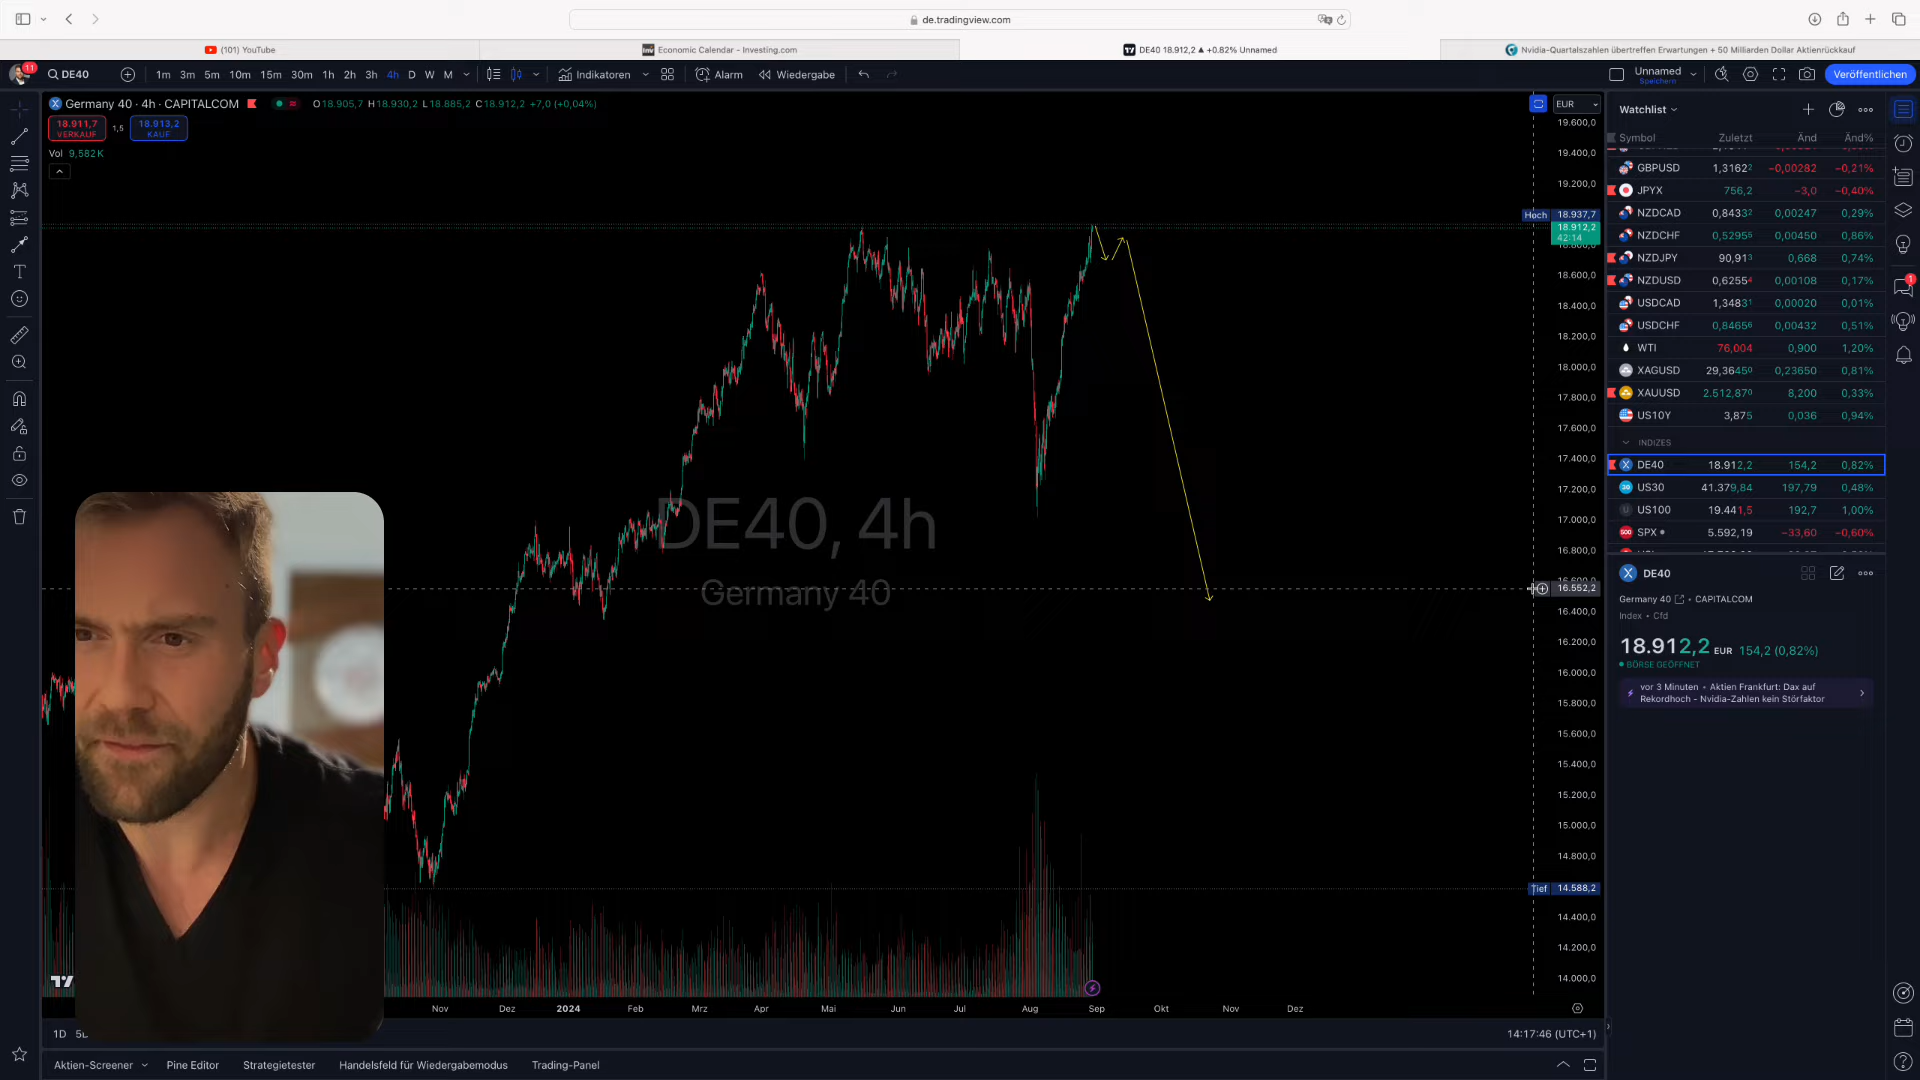 de.tradingview.com
(101) YouTube
Economic Calendar - Investing.com
DE40 18.912,2 ▲ +0.82% Unnamed
Nvidia-Quartalszahlen übertreffen Erwartungen + 50 Milliarden Dollar Aktienrückkauf
11
DE40
1m 3m 5m 10m 15m 30m 1h 2h 3h 4h D W M
Indikatoren
Alarm
Wiedergabe
Unnamed
Speichern
Veröffentlichen
Germany 40 · 4h · CAPITALCOM
O18.905,7 H18.930,2 L18.885,2 C18.912,2 +7,0 (+0,04%)
18.911,7
VERKAUF
1,5
18.913,2
KAUF
Vol 9,582K
EUR
19.600,0
19.400,0
19.200,0
Hoch 18.937,7
18.912,2
42:14
18.600,0
18.400,0
18.200,0
18.000,0
17.800,0
17.600,0
17.400,0
17.200,0
17.000,0
16.800,0
16.552,2
16.400,0
16.200,0
16.000,0
15.800,0
15.600,0
15.400,0
15.200,0
15.000,0
14.800,0
Tief 14.588,2
14.400,0
14.200,0
14.000,0
DE40, 4h
Germany 40
Nov Dez 2024 Feb Mrz Apr Mai Jun Jul Aug Sep Okt Nov Dez
1D
14:17:46 (UTC+1)
Aktien-Screener
Pine Editor
Strategietester
Handelsfeld für Wiedergabemodus
Trading-Panel
Watchlist
Symbol Zuletzt Änd Änd%
GBPUSD 1,3162² −0,00282 −0,21%
JPYX 756,2 −3,0 −0,40%
NZDCAD 0,8433² 0,00247 0,29%
NZDCHF 0,5295⁶ 0,00450 0,86%
NZDJPY 90,91³ 0,668 0,74%
NZDUSD 0,6255⁴ 0,00108 0,17%
USDCAD 1,3483¹ 0,00020 0,01%
USDCHF 0,8465⁶ 0,00432 0,51%
WTI 76,004 0,900 1,20%
XAGUSD 29,3645⁰ 0,23650 0,81%
XAUUSD 2.512,87⁰ 8,200 0,33%
US10Y 3,875 0,036 0,94%
INDIZES
DE40 18.912,2 154,2 0,82%
US30 41.379,84 197,79 0,48%
US100 19.441,5 192,7 1,00%
SPX 5.592,19 −33,60 −0,60%
DE40
Germany 40 • CAPITALCOM
Index • Cfd
18.912,2 EUR 154,2 (0,82%)
BÖRSE GEÖFFNET
vor 3 Minuten • Aktien Frankfurt: Dax auf
Rekordhoch - Nvidia-Zahlen kein Störfaktor
1